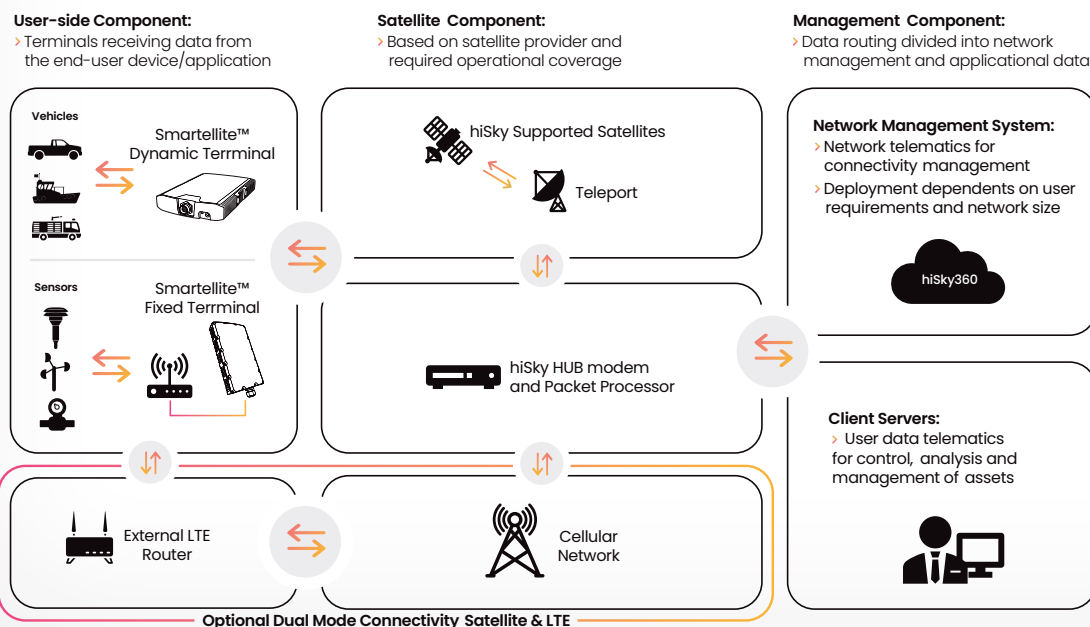 User-side Component:
› Terminals receiving data from
the end-user device/application
Satellite Component:
› Based on satellite provider and
required operational coverage
Management Component:
› Data routing divided into network
management and applicational data
Vehicles
Smartellite™
Dynamic Terrminal
Sensors
Smartellite™
Fixed Terrminal
hiSky Supported Satellites
Teleport
hiSky HUB modem
and Packet Processor
Network Management System:
› Network telematics for
connectivity management
› Deployment dependents on user
requirements and network size
hiSky360
Client Servers:
› User data telematics
for control, analysis and
management of assets
External LTE
Router
Cellular
Network
Optional Dual Mode Connectivity Satellite & LTE